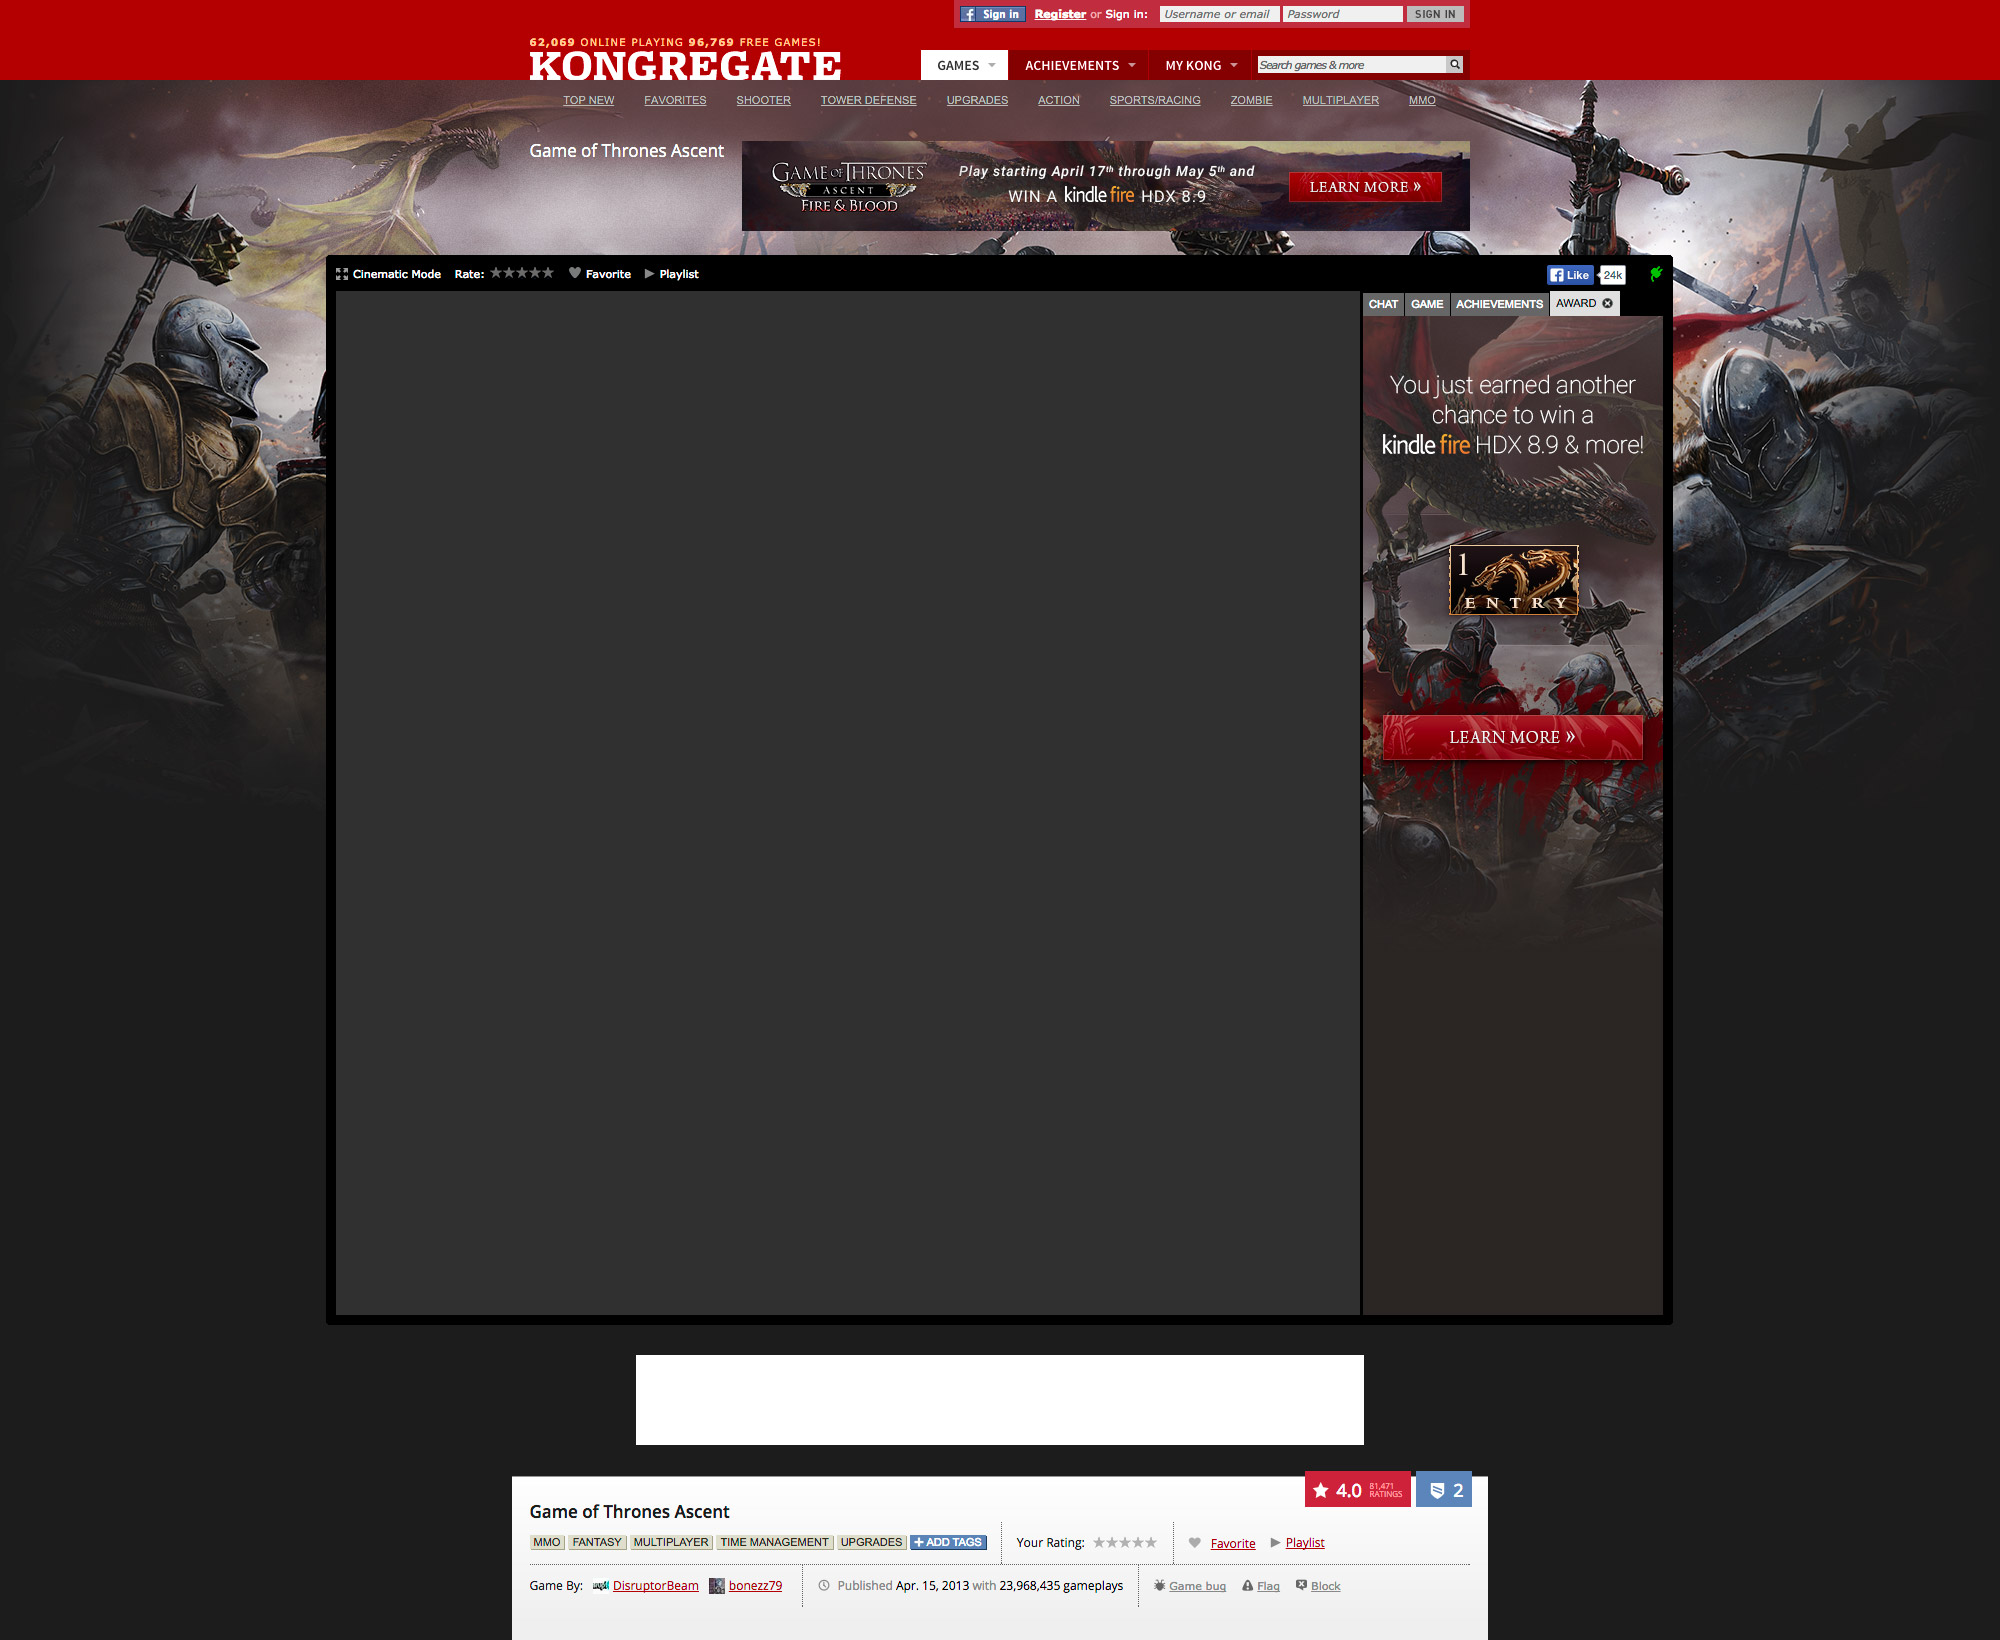 Sign in Register or Sign in: Username or email Password SIGN IN
62,069 ONLINE PLAYING 96,769 FREE GAMES!
KONGREGATE
GAMES ACHIEVEMENTS MY KONG Search games & more
TOP NEW FAVORITES SHOOTER TOWER DEFENSE UPGRADES ACTION SPORTS/RACING ZOMBIE MULTIPLAYER MMO
Game of Thrones Ascent
GAME OF THRONES
ASCENT
FIRE & BLOOD
Play starting April 17th through May 5th and
WIN A kindle fire HDX 8.9
LEARN MORE »
Cinematic Mode Rate: Favorite Playlist
Like 24k
CHAT GAME ACHIEVEMENTS AWARD
You just earned another
chance to win a
kindle fire HDX 8.9 & more!
1
ENTRY
LEARN MORE »
4.0 81,471 RATINGS 2
Game of Thrones Ascent
MMO FANTASY MULTIPLAYER TIME MANAGEMENT UPGRADES + ADD TAGS Your Rating: Favorite Playlist
Game By: DisruptorBeam bonezz79 Published Apr. 15, 2013 with 23,968,435 gameplays Game bug Flag Block